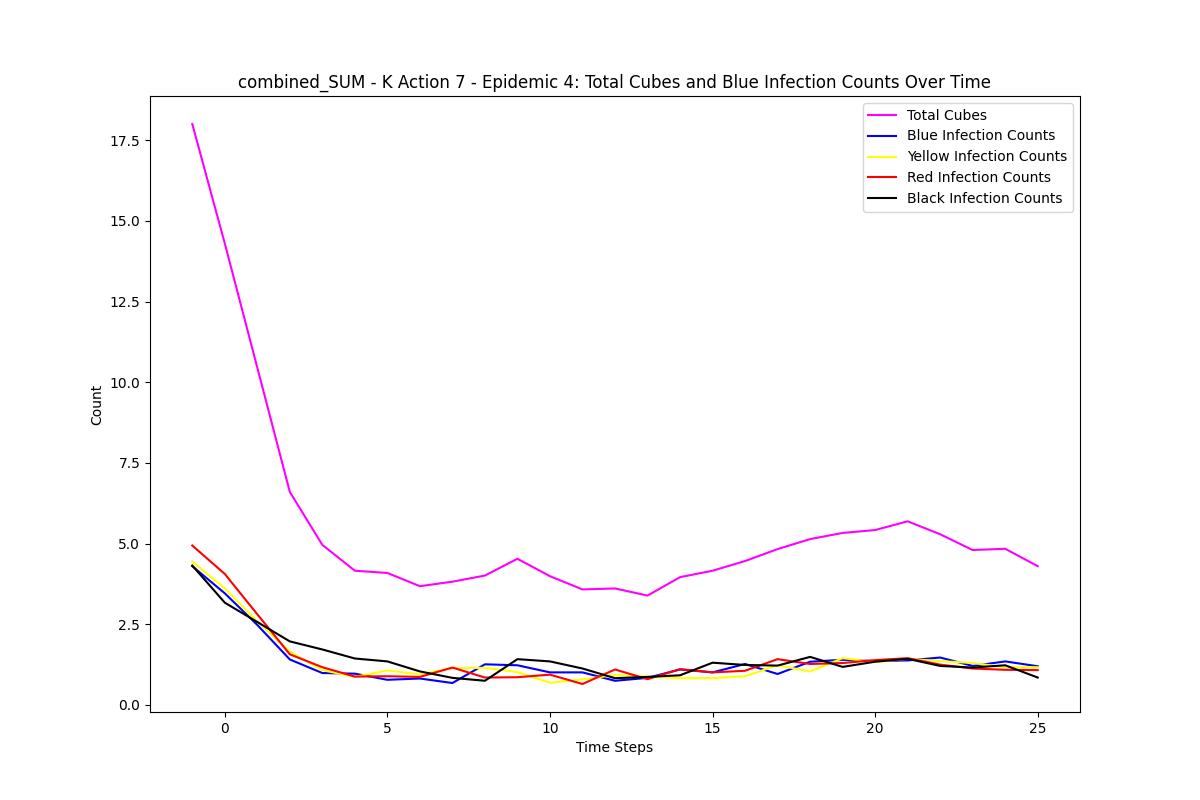 combined_SUM - K Action 7 - Epidemic 4: Total Cubes and Blue Infection Counts Over Time
Total Cubes
Blue Infection Counts
Yellow Infection Counts
Red Infection Counts
Black Infection Counts
17.5
15.0
12.5
10.0
7.5
5.0
2.5
0.0
Count
0 5 10 15 20 25
Time Steps